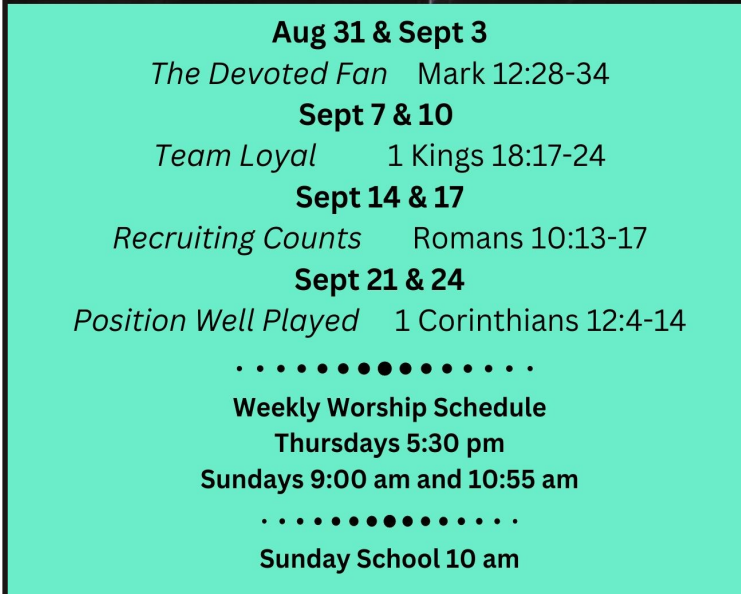 Aug 31 & Sept 3
The Devoted Fan Mark 12:28-34
Sept 7 & 10
Team Loyal 1 Kings 18:17-24
Sept 14 & 17
Recruiting Counts Romans 10:13-17
Sept 21 & 24
Position Well Played 1 Corinthians 12:4-14
Weekly Worship Schedule
Thursdays 5:30 pm
Sundays 9:00 am and 10:55 am
Sunday School 10 am